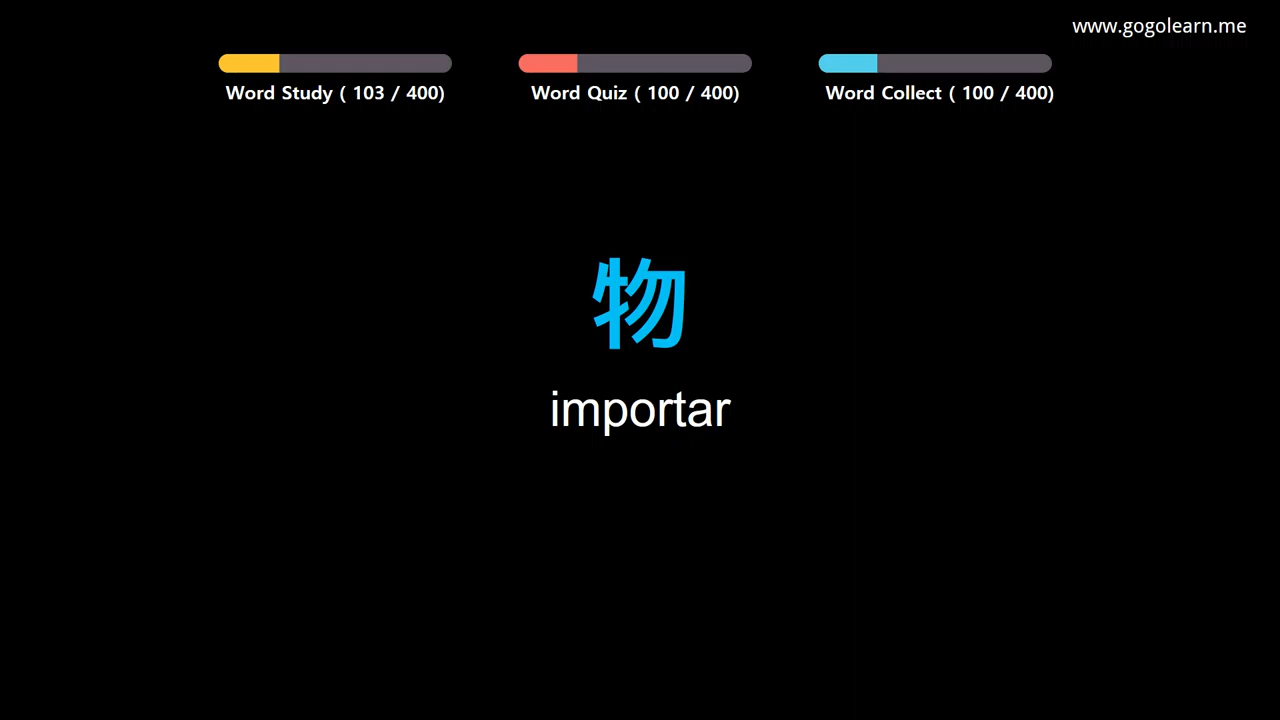 www.gogolearn.me
Word Study ( 103 / 400)
Word Quiz ( 100 / 400)
Word Collect ( 100 / 400)
物
importar